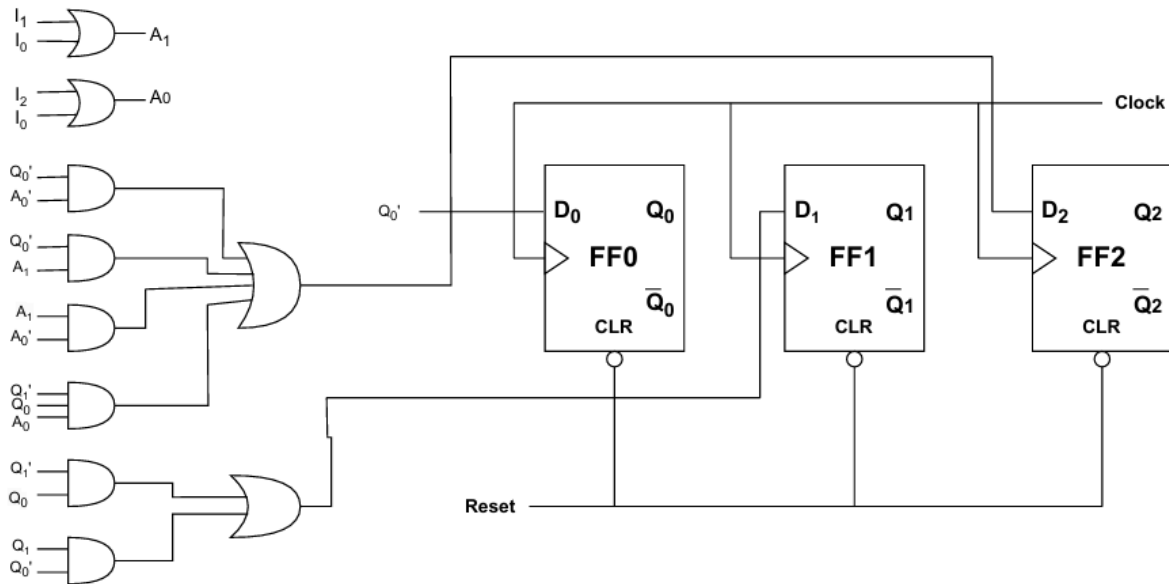 I₁
I₀
A₁
I₂
I₀
A0
Clock
Q₀'
A₀'
Q₀'
D₀ Q₀
FF0
Q̅₀
CLR
D₁ Q1
FF1
Q̅1
CLR
D₂ Q2
FF2
Q̅2
CLR
Q₀'
A₁
A₁
A₀'
Q₁'
Q₀
A₀
Q₁'
Q₀
Reset
Q₁
Q₀'